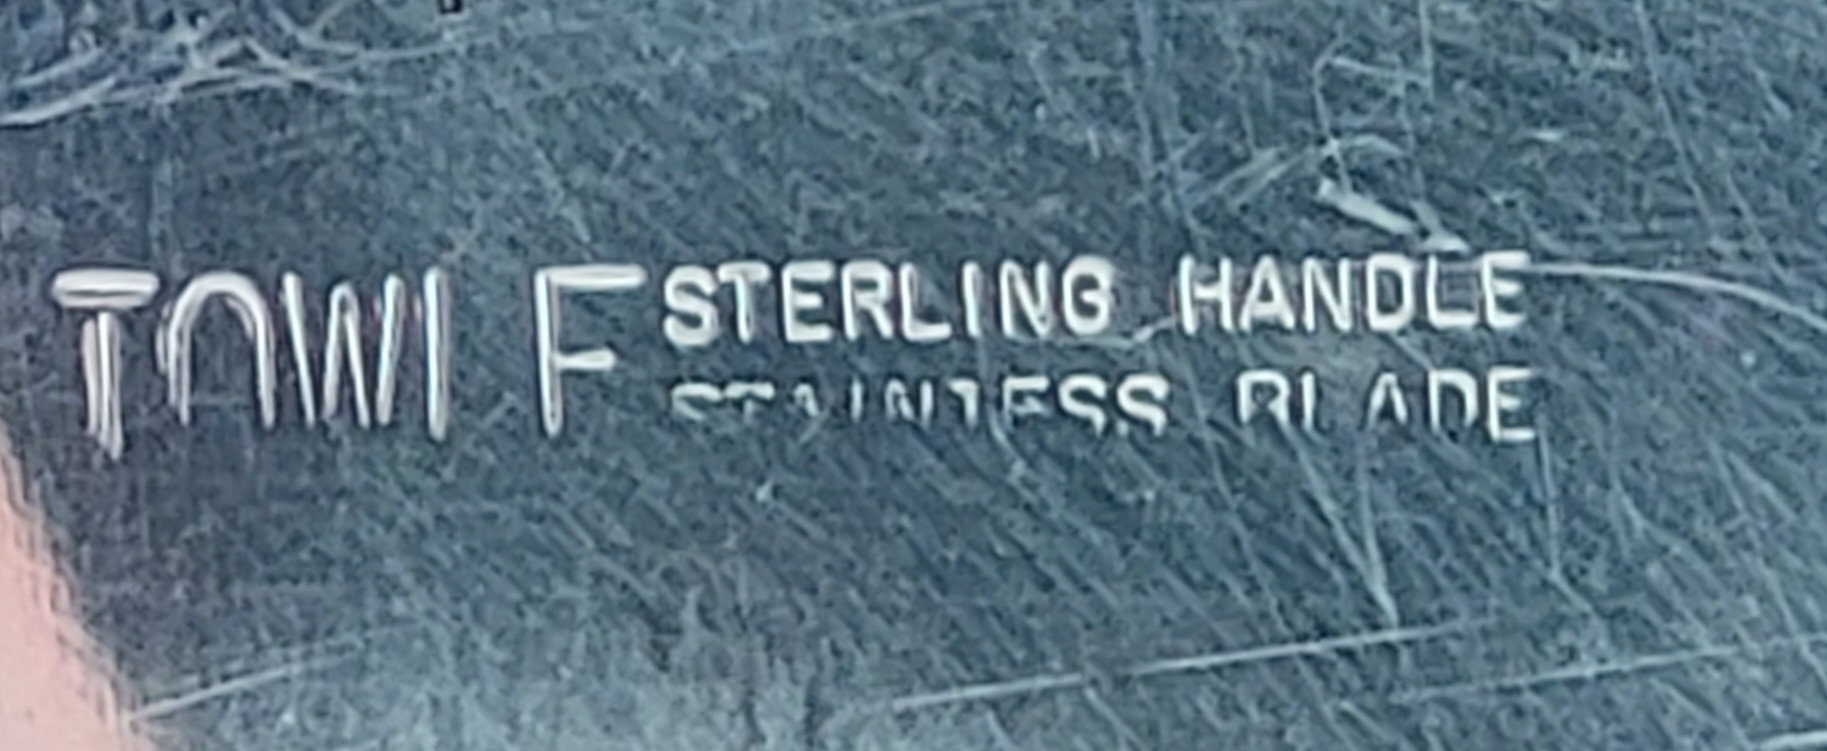 TOWLE STERLING HANDLE
STAINLESS BLADE